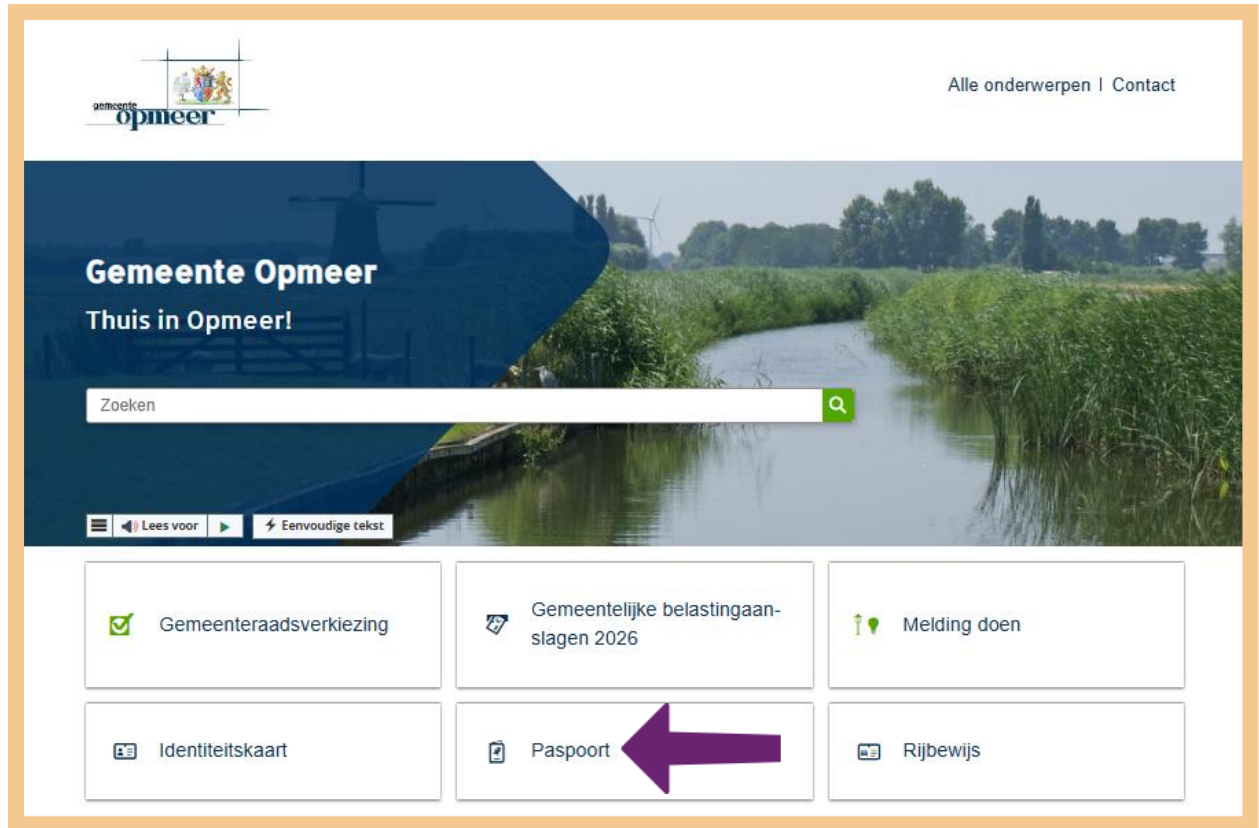 gemeente
opmeer
Alle onderwerpen | Contact
Gemeente Opmeer
Thuis in Opmeer!
Zoeken
Lees voor
Eenvoudige tekst
Gemeenteraadsverkiezing
Gemeentelijke belastingaan-
slagen 2026
Melding doen
Identiteitskaart
Paspoort
Rijbewijs